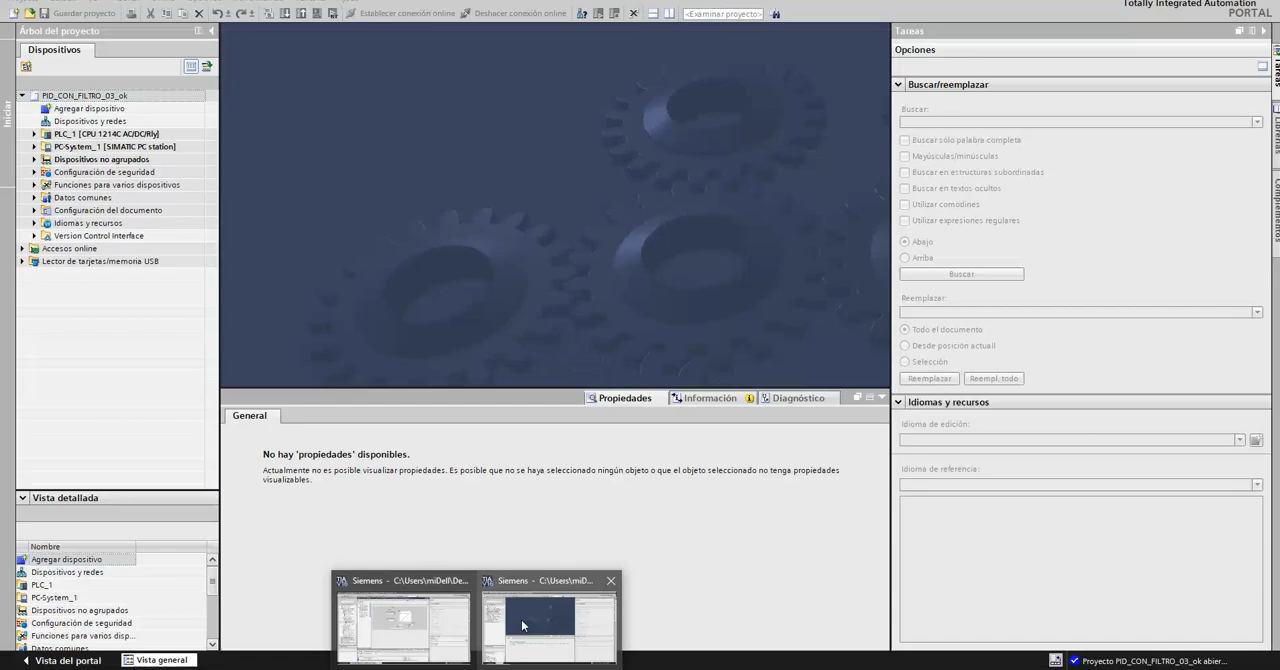 Totally Integrated Automation
PORTAL
Guardar proyecto
Establecer conexión online
Deshacer conexión online
<Examinar proyecto>
Árbol del proyecto
Dispositivos
Iniciar
PID_CON_FILTRO_03_ok
Agregar dispositivo
Dispositivos y redes
PLC_1 [CPU 1214C AC/DC/Rly]
PC-System_1 [SIMATIC PC station]
Dispositivos no agrupados
Configuración de seguridad
Funciones para varios dispositivos
Datos comunes
Configuración del documento
Idiomas y recursos
Version Control Interface
Accesos online
Lector de tarjetas/memoria USB
Vista detallada
Nombre
Agregar dispositivo
Dispositivos y redes
PLC_1
PC-System_1
Dispositivos no agrupados
Configuración de seguridad
Funciones para varios disp...
Datos comunes
Propiedades
Información
Diagnóstico
General
No hay 'propiedades' disponibles.
Actualmente no es posible visualizar propiedades. Es posible que no se haya seleccionado ningún objeto o que el objeto seleccionado no tenga propiedades
visualizables.
Siemens - C:\Users\miDell\De...
Siemens - C:\Users\miD...
Tareas
Opciones
Buscar/reemplazar
Buscar:
Buscar sólo palabra completa
Mayúsculas/minúsculas
Buscar en estructuras subordinadas
Buscar en textos ocultos
Utilizar comodines
Utilizar expresiones regulares
Abajo
Arriba
Buscar
Reemplazar:
Todo el documento
Desde posición actuall
Selección
Reemplazar
Reempl. todo
Idiomas y recursos
Idioma de edición:
Idioma de referencia:
Tareas
Librerías
Complementos
Vista del portal
Vista general
Proyecto PID_CON_FILTRO_03_ok abier...